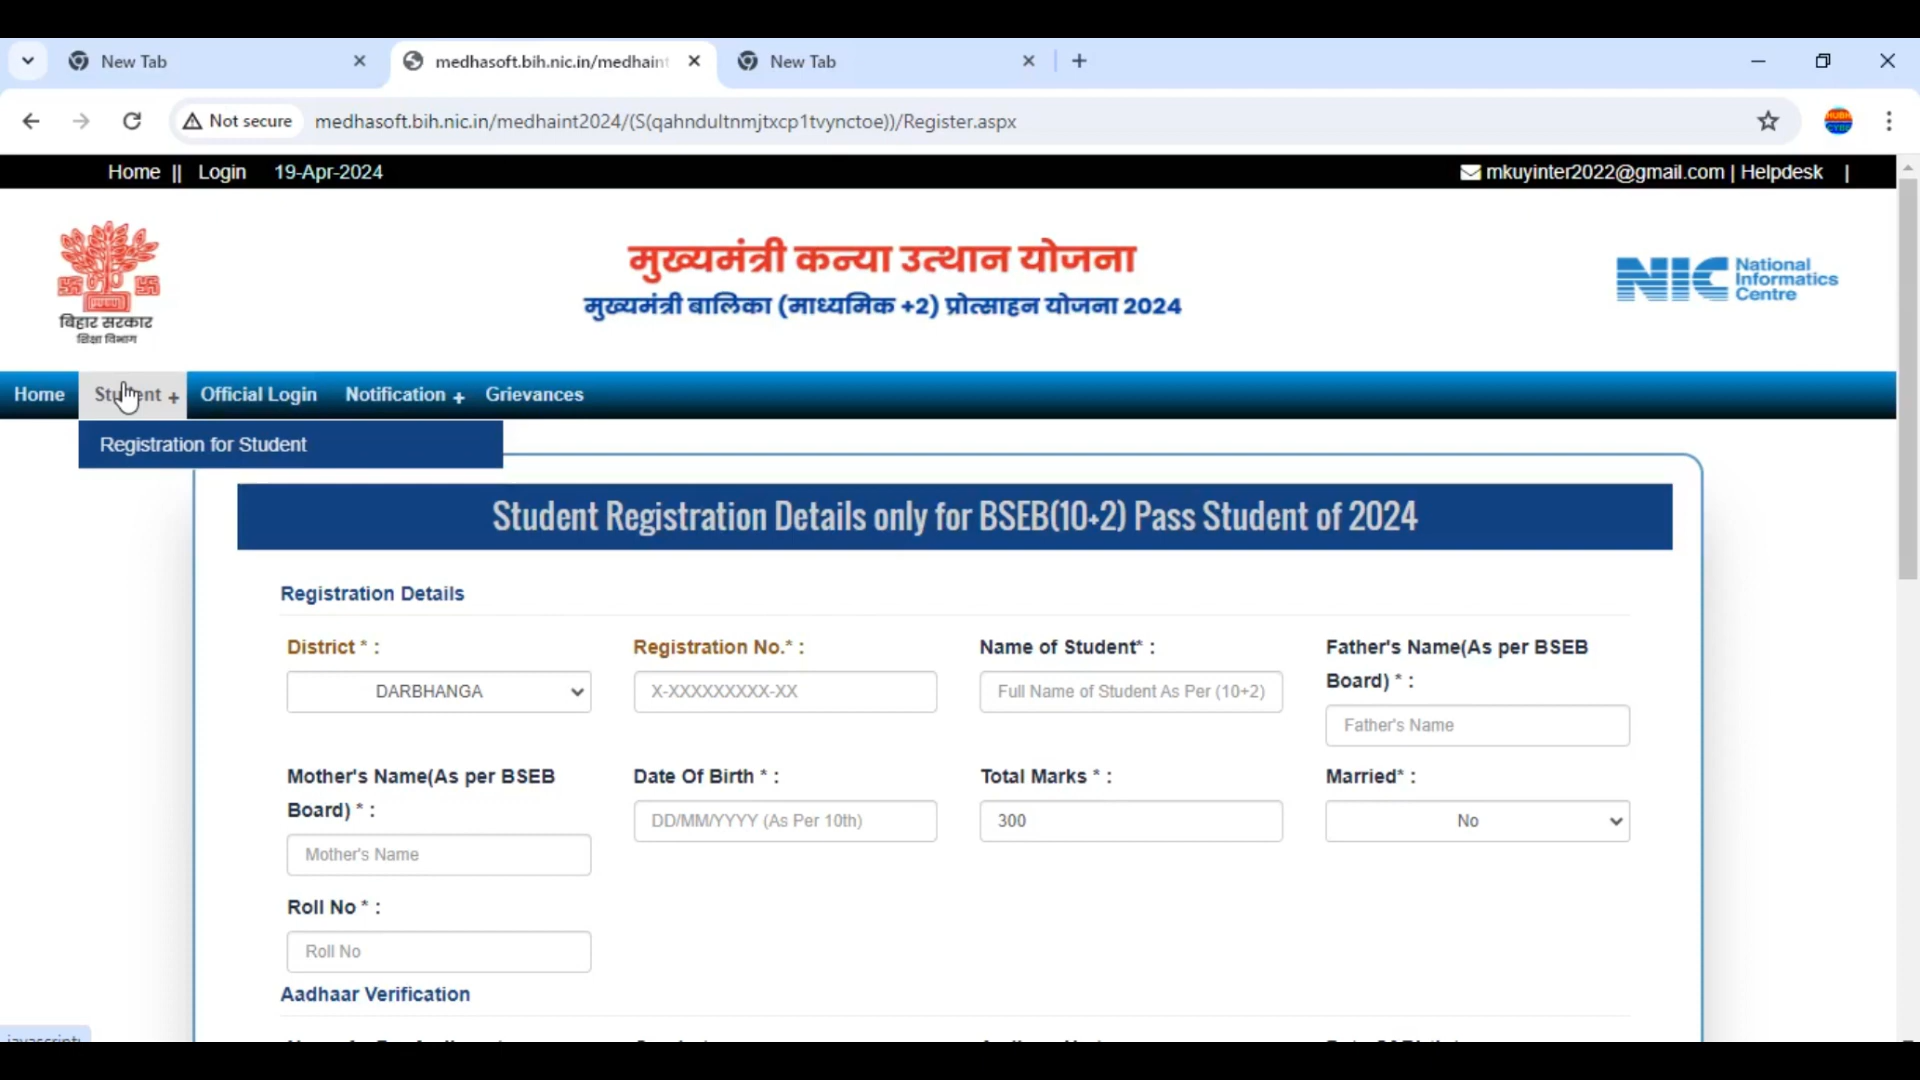 New Tab
medhasoft.bih.nic.in/medhaint
New Tab
Not secure
medhasoft.bih.nic.in/medhaint2024/(S(qahndultnmjtxcp1tvynctoe))/Register.aspx
Home || Login 19-Apr-2024
mkuyinter2022@gmail.com | Helpdesk |
बिहार सरकार
शिक्षा विभाग
मुख्यमंत्री कन्या उत्थान योजना
मुख्यमंत्री बालिका (माध्यमिक +2) प्रोत्साहन योजना 2024
NIC National
Informatics
Centre
Home Student + Official Login Notification + Grievances
Registration for Student
Student Registration Details only for BSEB(10+2) Pass Student of 2024
Registration Details
District * :
DARBHANGA
Registration No.* :
X-XXXXXXXXX-XX
Name of Student* :
Full Name of Student As Per (10+2)
Father's Name(As per BSEB
Board) * :
Father's Name
Mother's Name(As per BSEB
Board) * :
Mother's Name
Date Of Birth * :
DD/MM/YYYY (As Per 10th)
Total Marks * :
300
Married* :
No
Roll No * :
Roll No
Aadhaar Verification